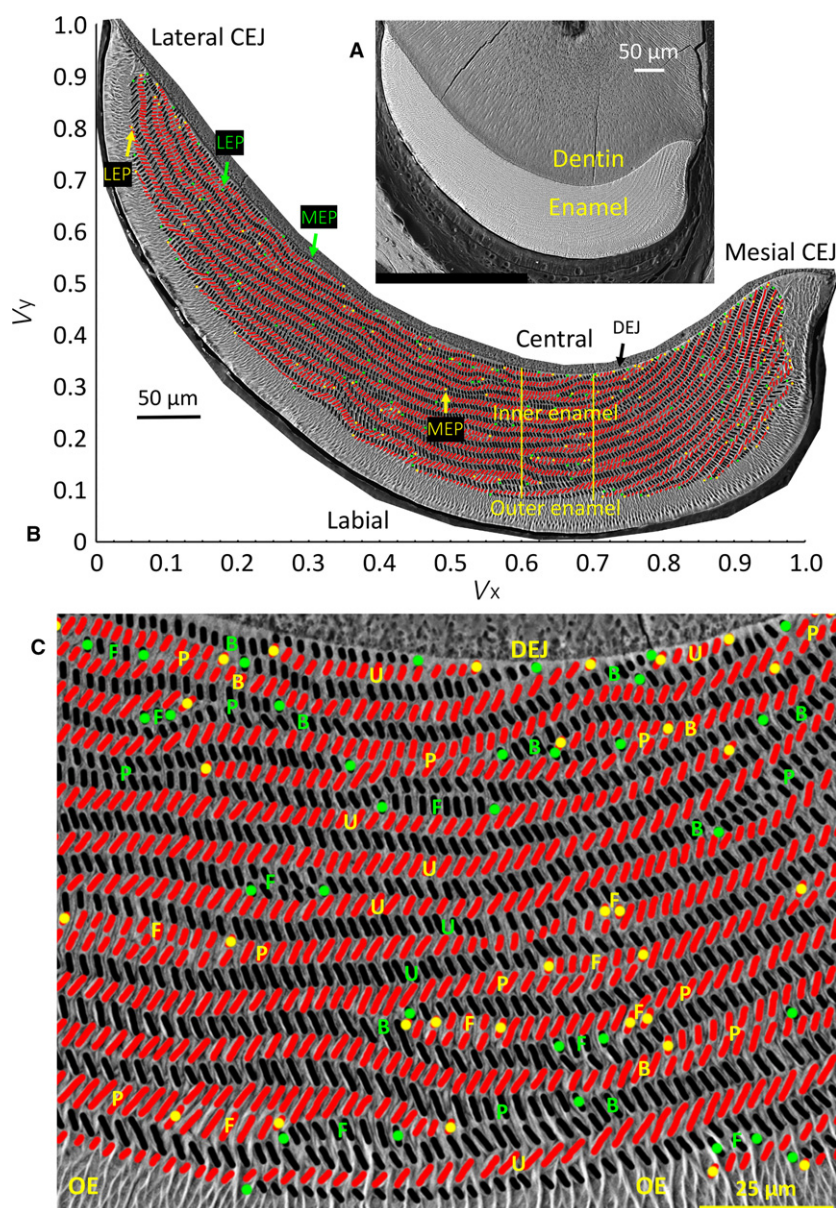 A
50 µm
Dentin
Enamel
B
1.0
0.9
0.8
0.7
0.6
0.5
0.4
0.3
0.2
0.1
0
Vy
Lateral CEJ
LEP
LEP
MEP
Mesial CEJ
Central
DEJ
50 µm
MEP
Inner enamel
Outer enamel
Labial
0 0.1 0.2 0.3 0.4 0.5 0.6 0.7 0.8 0.9 1.0
Vx
C
B DEJ P
F P U B U
B
F P B P B B
P
P F P
U B
U
F F
U U
F P F
U P P
F
B F F P
B
P P B
F F F
U
OE OE
25 µm